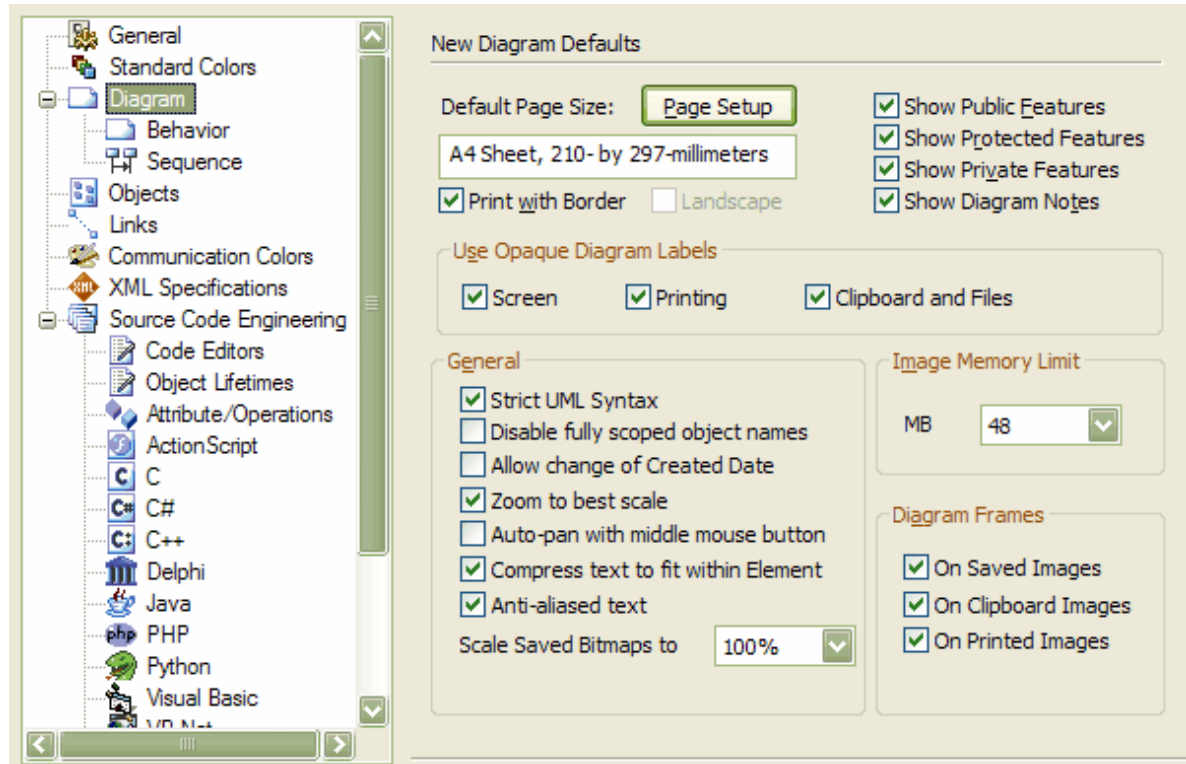 General
Standard Colors
Diagram
Behavior
Sequence
Objects
Links
Communication Colors
XML Specifications
Source Code Engineering
Code Editors
Object Lifetimes
Attribute/Operations
ActionScript
C
C#
C++
Delphi
Java
php PHP
Python
Visual Basic
VB.Net
New Diagram Defaults
Default Page Size: Page Setup
A4 Sheet, 210- by 297-millimeters
Print with Border Landscape
Show Public Features
Show Protected Features
Show Private Features
Show Diagram Notes
Use Opaque Diagram Labels
Screen Printing Clipboard and Files
General
Strict UML Syntax
Disable fully scoped object names
Allow change of Created Date
Zoom to best scale
Auto-pan with middle mouse button
Compress text to fit within Element
Anti-aliased text
Scale Saved Bitmaps to 100%
Image Memory Limit
MB 48
Diagram Frames
On Saved Images
On Clipboard Images
On Printed Images